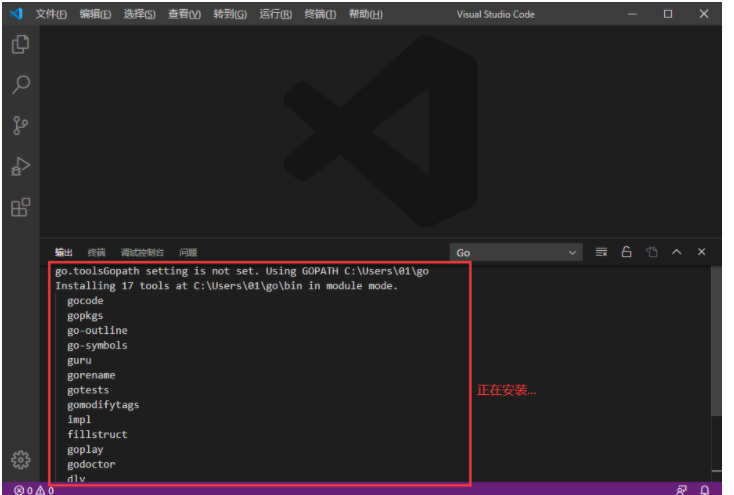 文件(F) 编辑(E) 选择(S) 查看(V) 转到(G) 运行(R) 终端(T) 帮助(H) Visual Studio Code
输出 终端 调试控制台 问题 Go
go.toolsGopath setting is not set. Using GOPATH C:\Users\01\go
Installing 17 tools at C:\Users\01\go\bin in module mode.
gocode
gopkgs
go-outline
go-symbols
guru
gorename
gotests
正在安装...
gomodifytags
impl
fillstruct
goplay
godoctor
dlv
0 0